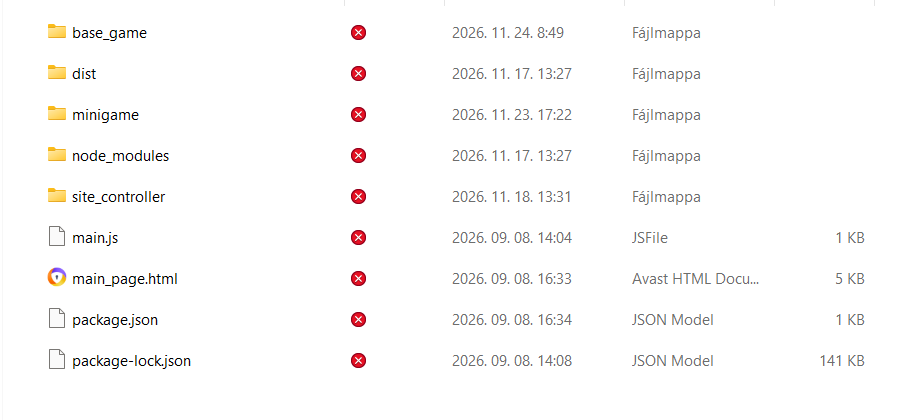 base_game 2026. 11. 24. 8:49 Fájlmappa
dist 2026. 11. 17. 13:27 Fájlmappa
minigame 2026. 11. 23. 17:22 Fájlmappa
node_modules 2026. 11. 17. 13:27 Fájlmappa
site_controller 2026. 11. 18. 13:31 Fájlmappa
main.js 2026. 09. 08. 14:04 JSFile 1 KB
main_page.html 2026. 09. 08. 16:33 Avast HTML Docu... 5 KB
package.json 2026. 09. 08. 16:34 JSON Model 1 KB
package-lock.json 2026. 09. 08. 14:08 JSON Model 141 KB